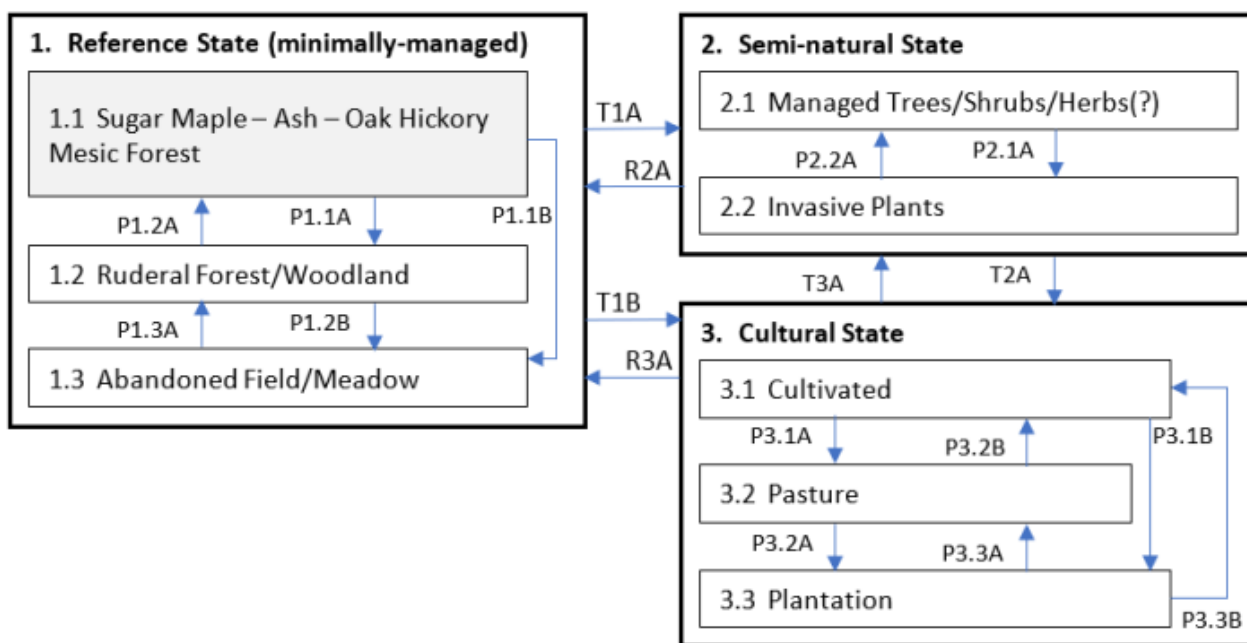 1. Reference State (minimally-managed)
1.1 Sugar Maple – Ash – Oak Hickory
Mesic Forest
P1.2A
P1.1A
P1.1B
1.2 Ruderal Forest/Woodland
P1.3A
P1.2B
1.3 Abandoned Field/Meadow
T1A
R2A
T1B
R3A
2. Semi-natural State
2.1 Managed Trees/Shrubs/Herbs(?)
P2.2A
P2.1A
2.2 Invasive Plants
T3A
T2A
3. Cultural State
3.1 Cultivated
P3.1A
P3.2B
P3.1B
3.2 Pasture
P3.2A
P3.3A
3.3 Plantation
P3.3B